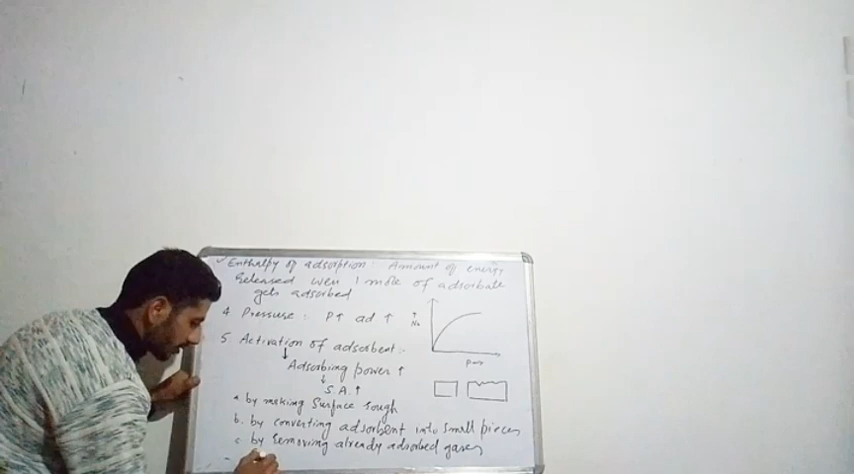 ✓ Enthalpy of adsorption : Amount of energy
Released wen 1 mole of adsorbate
gets adsorbed
4 Pressure : P↑ ad ↑
5 Activation of adsorbent :-
↓
Adsorbing power ↑
↓
S.A. ↑
a. by making Surface rough
b. by converting adsorbent into small pieces
c. by removing already adsorbed gases
↑